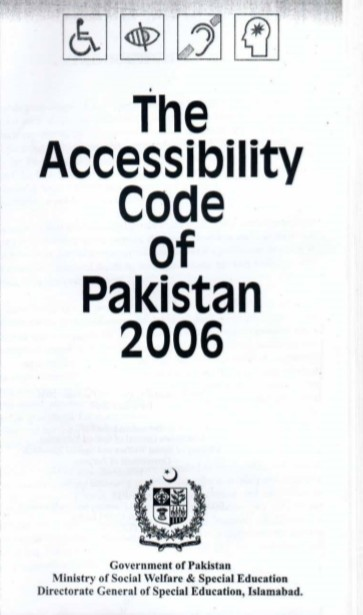 The
Accessibility
Code
of
Pakistan
2006
Government of Pakistan
Ministry of Social Welfare & Special Education
Directorate General of Special Education, Islamabad.